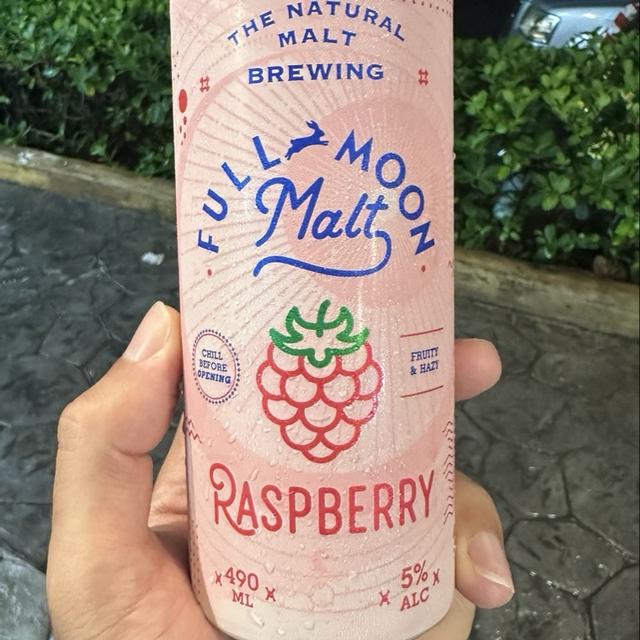 THE NATURAL
MALT
BREWING
FULL MOON
Malt
CHILL
BEFORE
OPENING
FRUITY
& HAZY
RASPBERRY
490
ML
5%
ALC